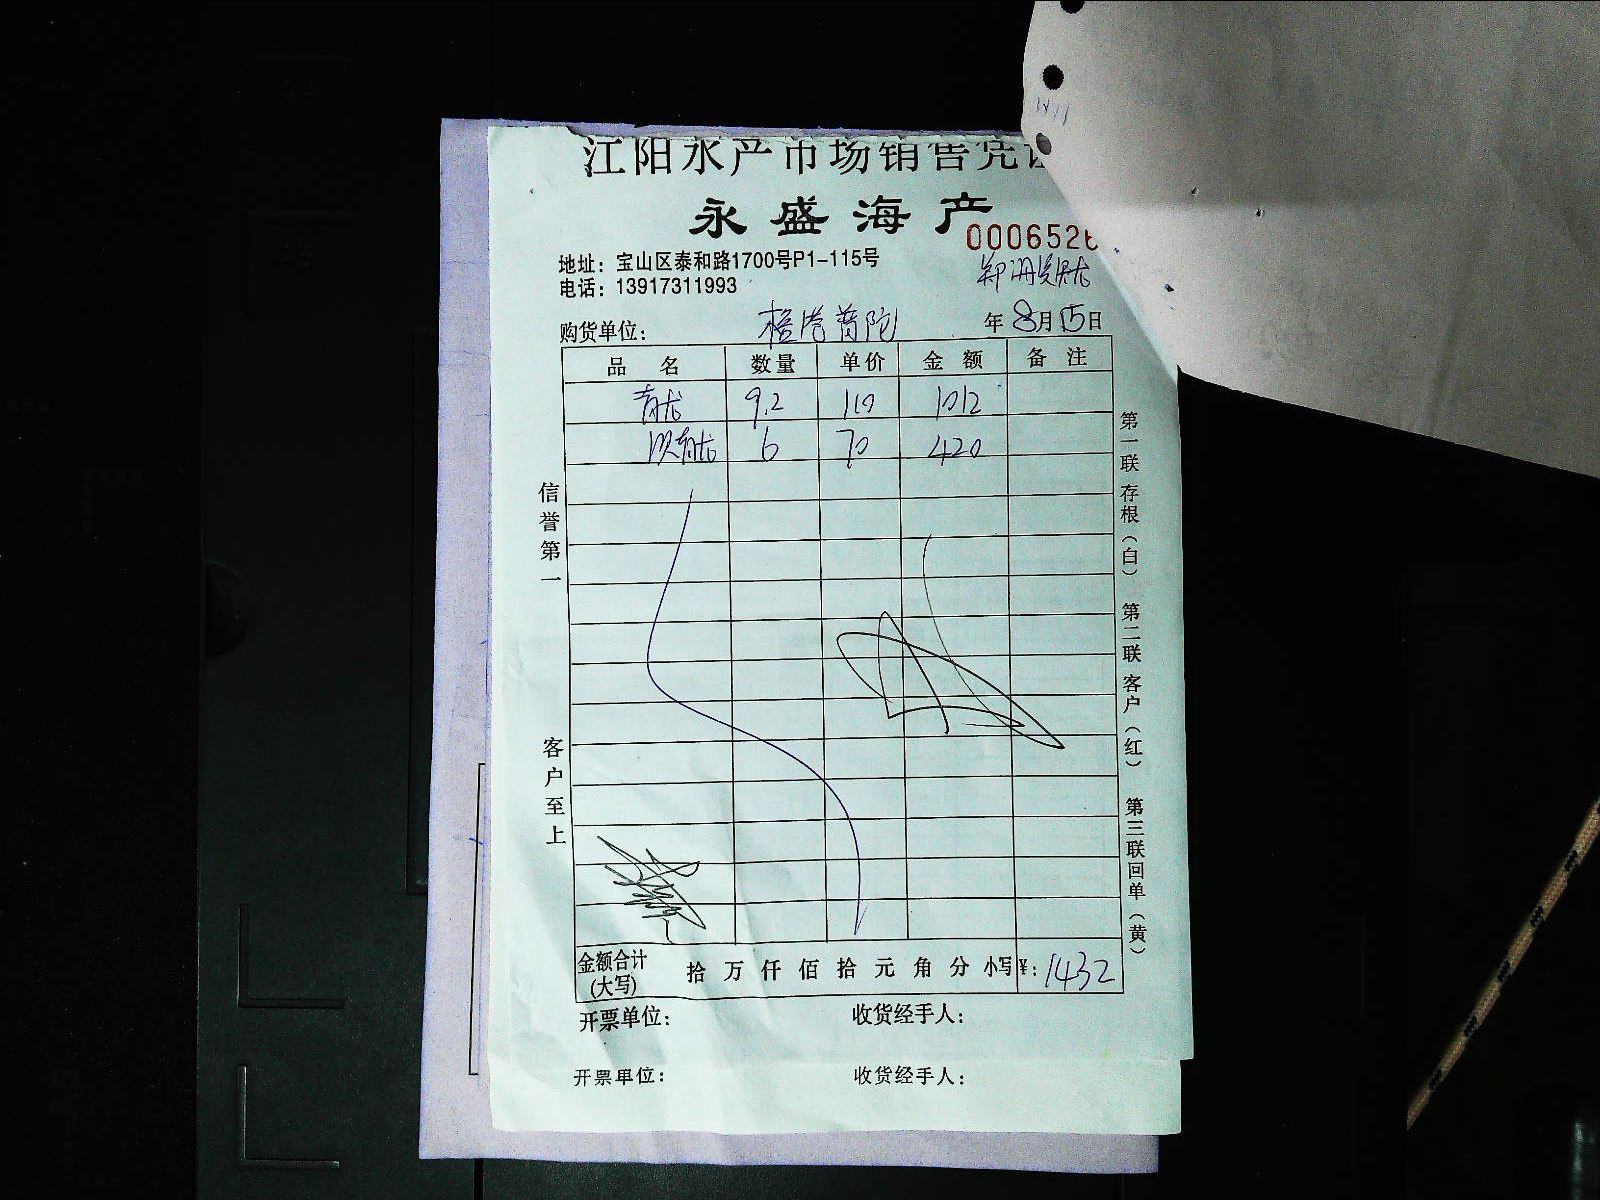 江阳水产市场销售凭证
永盛海产
000652
地址：宝山区泰和路1700号P1-115号
电话：13917311993
购货单位： 普陀 年8月15日
品名 数量 单价 金额 备注
青龙 9.2 110 1012
青龙 6 70 420
信誉第一
客户至上
第一联存根（白） 第二联客户（红） 第三联回单（黄）
金额合计(大写) 拾万仟佰拾元角分 小写¥：1432
开票单位： 收货经手人：
开票单位： 收货经手人：